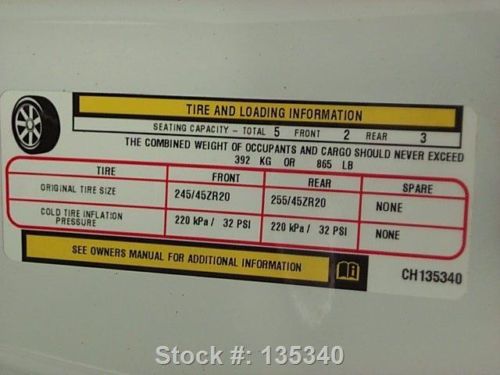 TIRE AND LOADING INFORMATION
SEATING CAPACITY - TOTAL 5 FRONT 2 REAR 3
THE COMBINED WEIGHT OF OCCUPANTS AND CARGO SHOULD NEVER EXCEED
392 KG OR 865 LB
TIRE FRONT REAR SPARE
ORIGINAL TIRE SIZE 245/45ZR20 255/45ZR20 NONE
COLD TIRE INFLATION PRESSURE 220 kPa / 32 PSI 220 kPa / 32 PSI NONE
SEE OWNERS MANUAL FOR ADDITIONAL INFORMATION
CH135340
Stock #: 135340